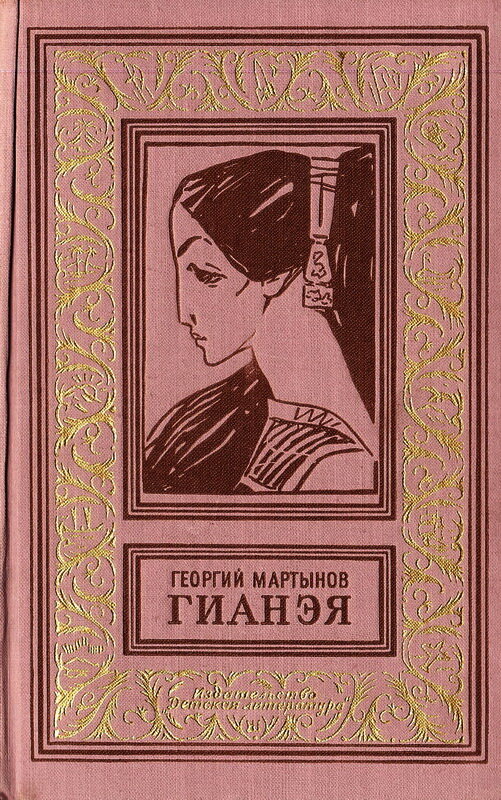 ГЕОРГИЙ МАРТЫНОВ
ГИАНЭЯ
Издательство
Детская литература